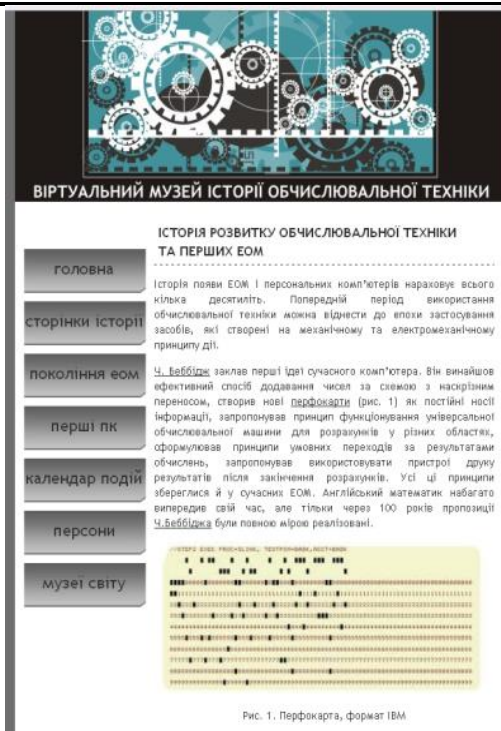 ВІРТУАЛЬНИЙ МУЗЕЙ ІСТОРІЇ ОБЧИСЛЮВАЛЬНОЇ ТЕХНІКИ
головна
сторінки історії
покоління еом
перші пк
календар подій
персони
музеї світу
ІСТОРІЯ РОЗВИТКУ ОБЧИСЛЮВАЛЬНОЇ ТЕХНІКИ
ТА ПЕРШИХ ЕОМ
Історія появи ЕОМ і персональних комп'ютерів нараховує всього
кілька десятиліть. Попередній період використання
обчислювальної техніки можна віднести до епохи застосування
засобів, які створені на механічному та електромеханічному
принципу дії.
Ч. Беббідж заклав перші ідеї сучасного комп'ютера. Він винайшов
ефективний спосіб додавання чисел за схемою з наскрізним
переносом, створив нові перфокарти (рис. 1) як постійні носії
інформації, запропонував принцип функціонування універсальної
обчислювальної машини для розрахунків у різних областях,
сформулював принципи умовних переходів за результатами
обчислень, запропонував використовувати пристрої друку
результатів після закінчення розрахунків. Усі ці принципи
збереглися й у сучасних ЕОМ. Англійський математик набагато
випередив свій час, але тільки через 100 років пропозиції
Ч.Беббіджа були повною мірою реалізовані.
Рис. 1. Перфокарта, формат IBM